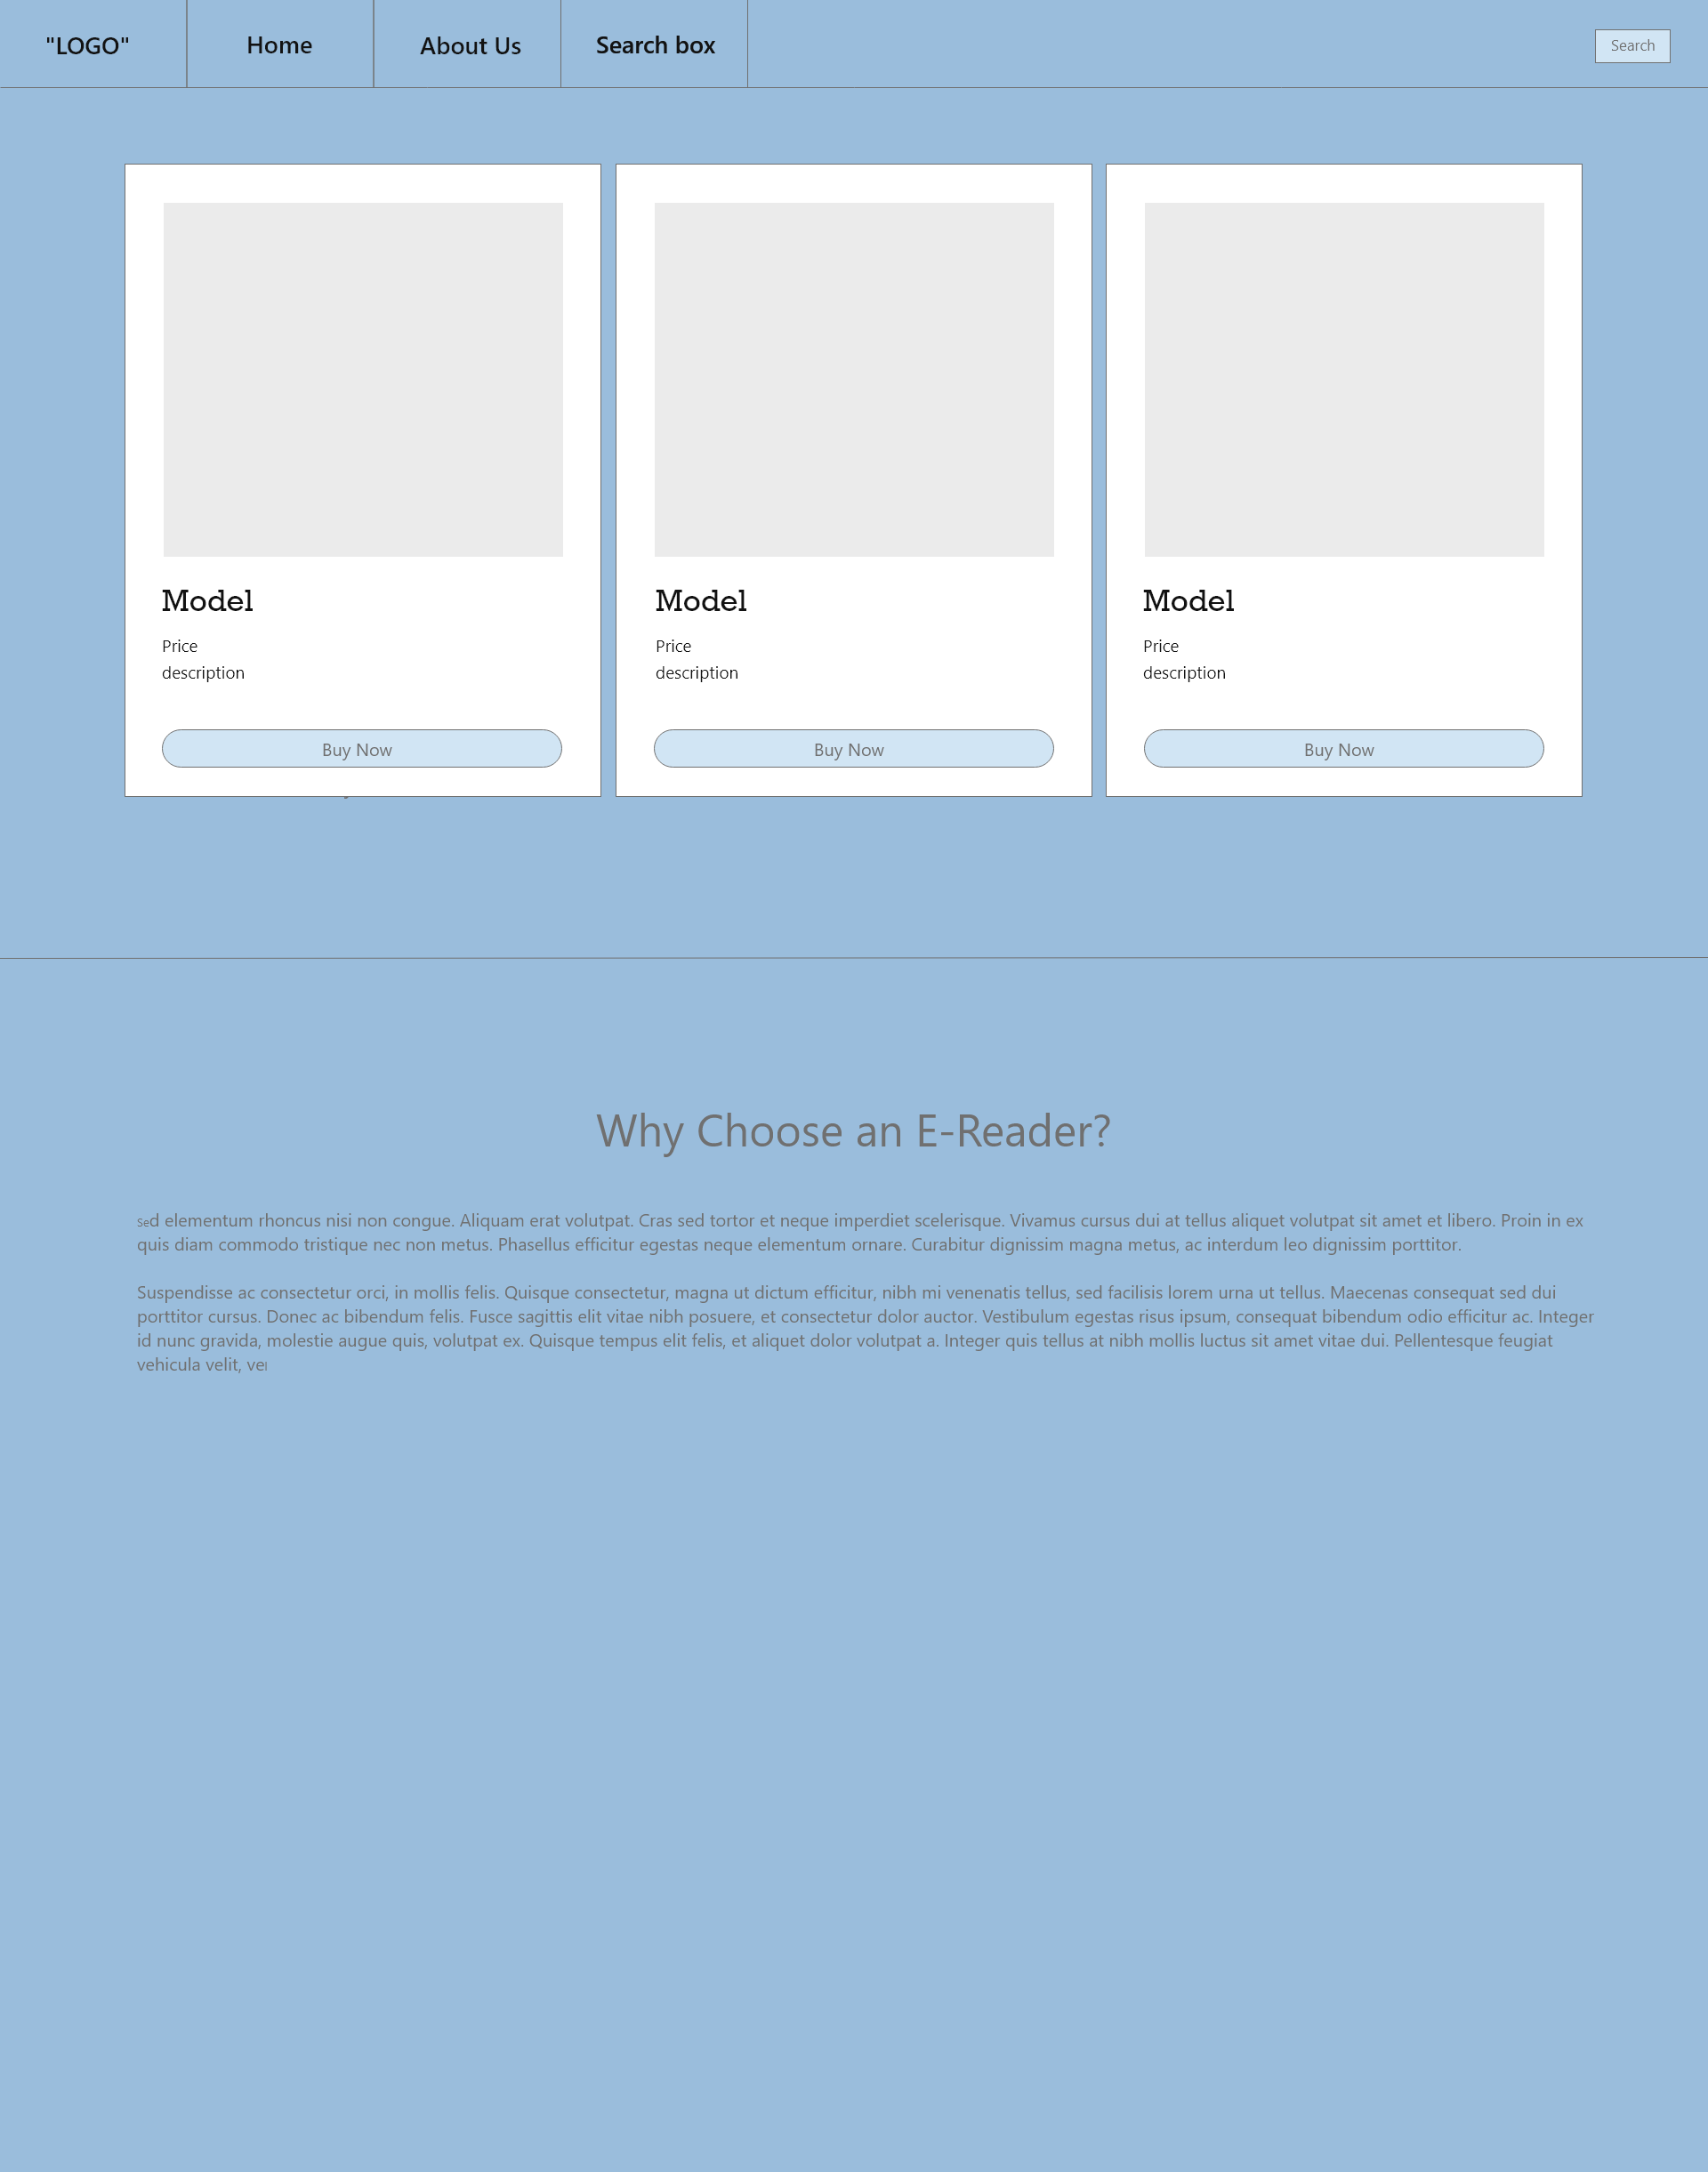 "LOGO"
Home
About Us
Search box
Search
Model
Price
description
Buy Now
Model
Price
description
Buy Now
Model
Price
description
Buy Now
Why Choose an E-Reader?
Sed elementum rhoncus nisi non congue. Aliquam erat volutpat. Cras sed tortor et neque imperdiet scelerisque. Vivamus cursus dui at tellus aliquet volutpat sit amet et libero. Proin in ex
quis diam commodo tristique nec non metus. Phasellus efficitur egestas neque elementum ornare. Curabitur dignissim magna metus, ac interdum leo dignissim porttitor.
Suspendisse ac consectetur orci, in mollis felis. Quisque consectetur, magna ut dictum efficitur, nibh mi venenatis tellus, sed facilisis lorem urna ut tellus. Maecenas consequat sed dui
porttitor cursus. Donec ac bibendum felis. Fusce sagittis elit vitae nibh posuere, et consectetur dolor auctor. Vestibulum egestas risus ipsum, consequat bibendum odio efficitur ac. Integer
id nunc gravida, molestie augue quis, volutpat ex. Quisque tempus elit felis, et aliquet dolor volutpat a. Integer quis tellus at nibh mollis luctus sit amet vitae dui. Pellentesque feugiat
vehicula velit,